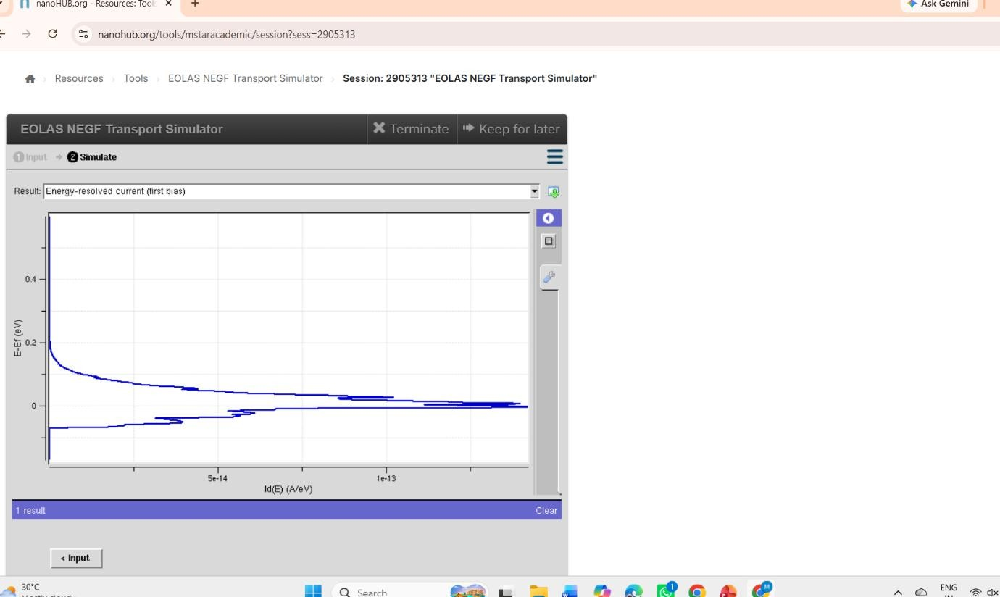 nanoHUB.org - Resources: Tools
Ask Gemini
nanohub.org/tools/mstaracademic/session?sess=2905313
Resources › Tools › EOLAS NEGF Transport Simulator › Session: 2905313 "EOLAS NEGF Transport Simulator"
EOLAS NEGF Transport Simulator
Terminate
Keep for later
1 Input
2 Simulate
Result: Energy-resolved current (first bias)
E-Ef (eV)
0.4
0.2
0
5e-14
1e-13
Id(E) (A/eV)
1 result
Clear
< Input
30°C
Search
1
M
ENG